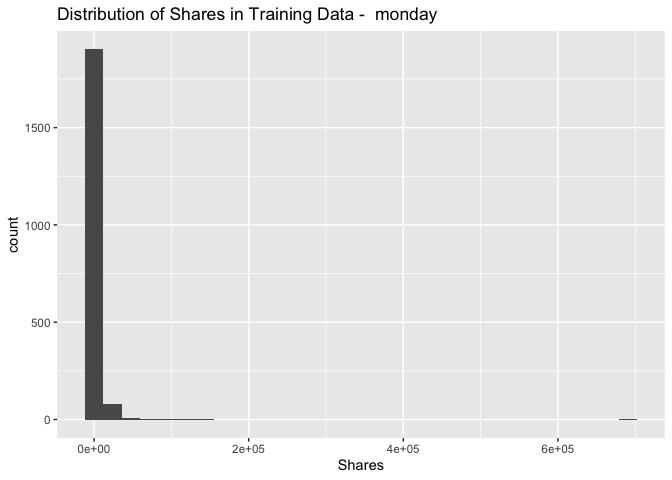 Distribution of Shares in Training Data -  monday
count
1500
1000
500
0
0e+00 2e+05 4e+05 6e+05
Shares